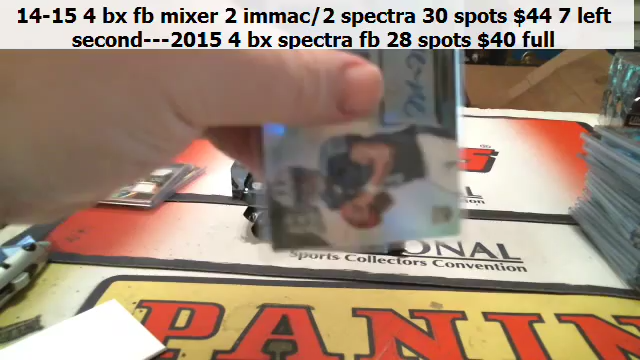 14-15 4 bx fb mixer 2 immac/2 spectra 30 spots $44 7 left
second---2015 4 bx spectra fb 28 spots $40 full
ONAL
Sports Collectors Convention
PANIN